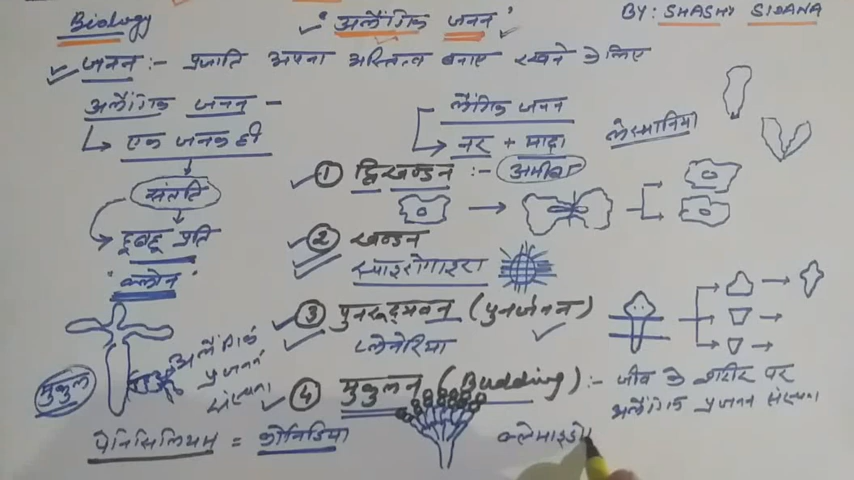 Biology
"अलैंगिक जनन"
BY: SHASHI SIDANA
जनन :- प्रजाति अपना अस्तित्व बनाए रखने के लिए
अलैंगिक जनन -
एक जनक ही
संतति
हूबहू प्रति
"क्लोन"
लैंगिक जनन
नर + मादा
लेस्मानिया
① द्विखण्डन :- अमीबा
② खण्डन
स्पाइरोगाइरा
③ पुनरूद्भवन (पुनर्जनन)
प्लेनेरिया
④ मुकुलन (Budding) :- जीव के शरीर पर
अलैंगिक प्रजनन संरचना
मुकुल
अलैंगिक
प्रजनन
संरचना
पेनिसिलियम = कोनिडिया
क्लेमाइडो